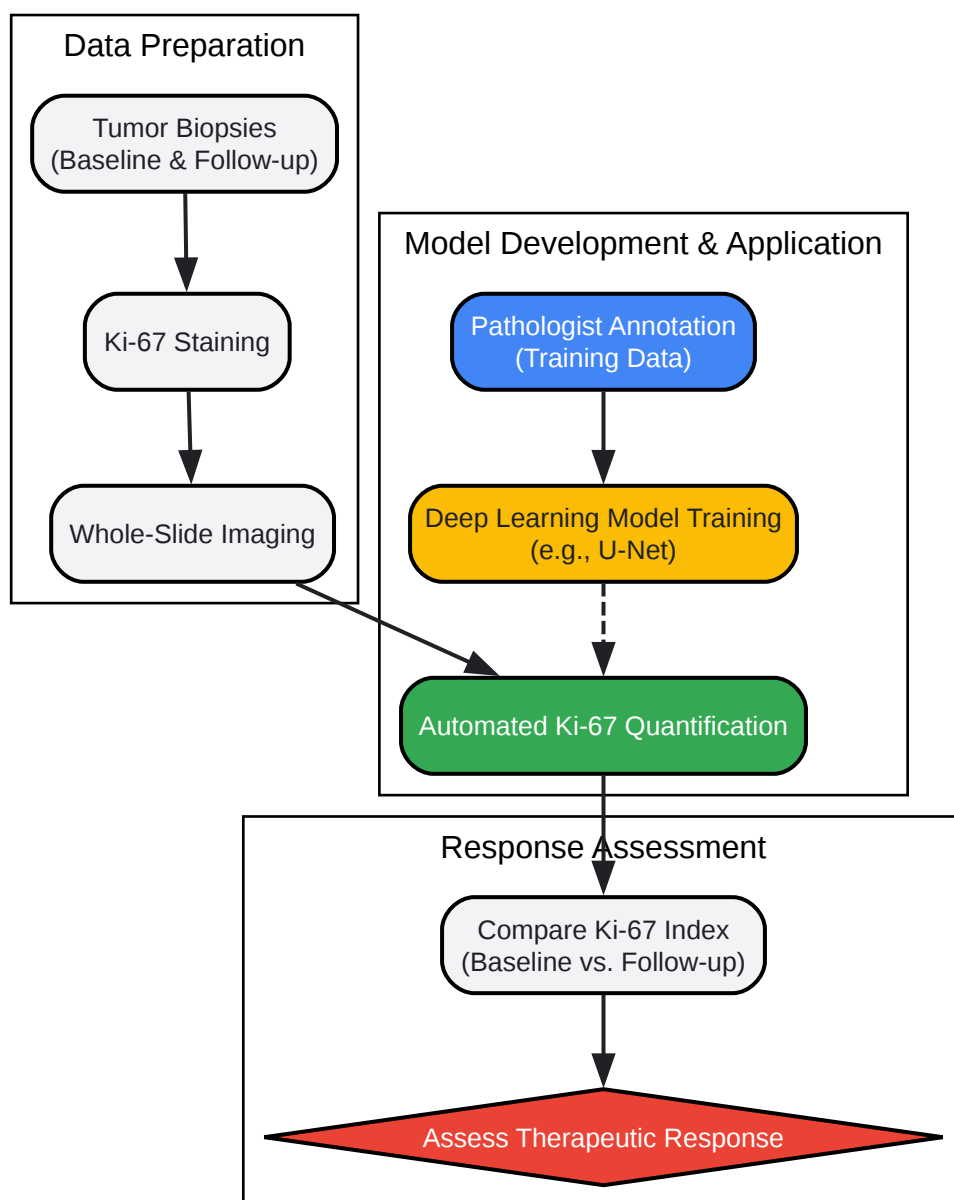 Data Preparation
Tumor Biopsies
(Baseline & Follow-up)
Ki-67 Staining
Whole-Slide Imaging
Model Development & Application
Pathologist Annotation
(Training Data)
Deep Learning Model Training
(e.g., U-Net)
Automated Ki-67 Quantification
Response Assessment
Compare Ki-67 Index
(Baseline vs. Follow-up)
Assess Therapeutic Response